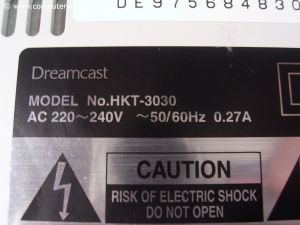 DE975684830
Dreamcast
MODEL No.HKT-3030
AC 220～240V ～50/60Hz 0.27A
CAUTION
RISK OF ELECTRIC SHOCK
DO NOT OPEN